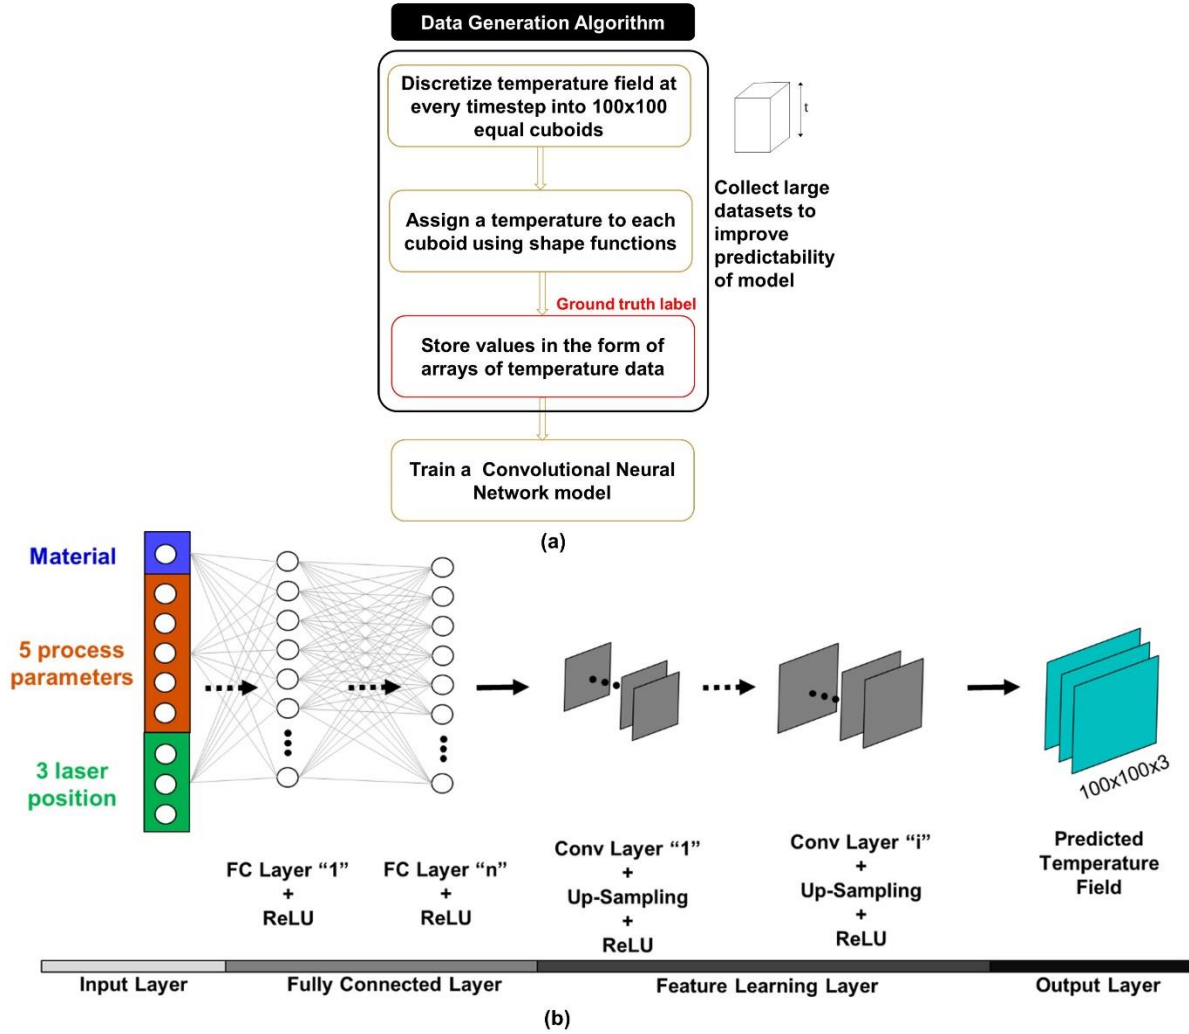 Data Generation Algorithm
Discretize temperature field at
every timestep into 100x100
equal cuboids
t
Assign a temperature to each
cuboid using shape functions
Collect large
datasets to
improve
predictability
of model
Ground truth label
Store values in the form of
arrays of temperature data
Train a Convolutional Neural
Network model
(a)
Material
5 process
parameters
3 laser
position
100x100x3
FC Layer “1”
+
ReLU
FC Layer “n”
+
ReLU
Conv Layer “1”
+
Up-Sampling
+
ReLU
Conv Layer “i”
+
Up-Sampling
+
ReLU
Predicted
Temperature
Field
Input Layer
Fully Connected Layer
Feature Learning Layer
Output Layer
(b)